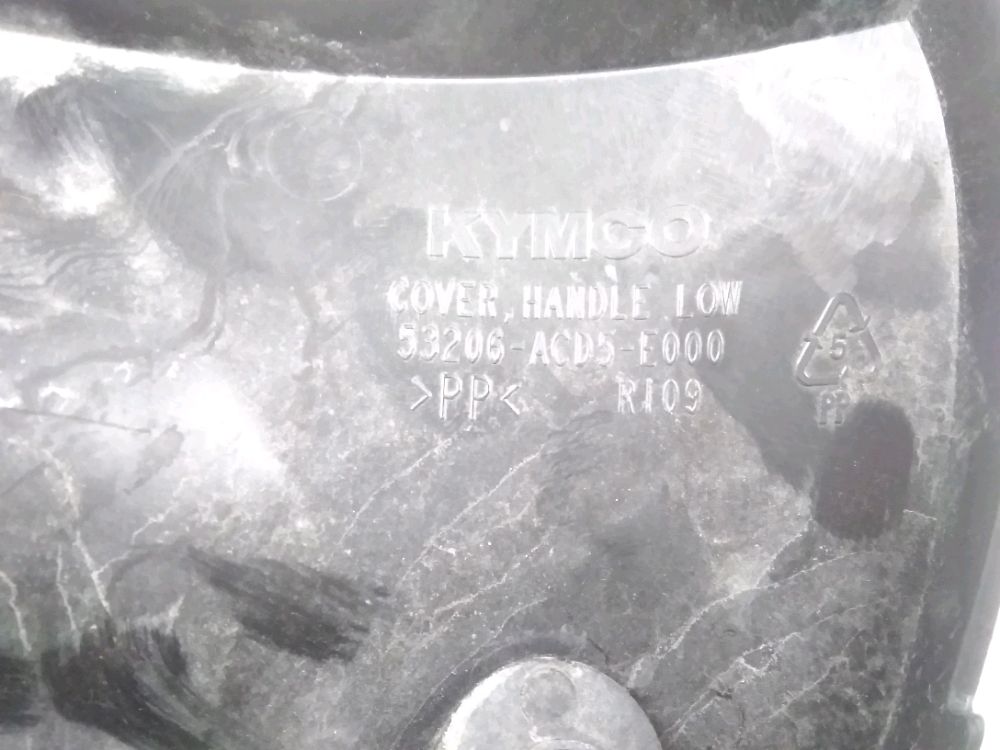 KYMCO
COVER, HANDLE LOW
53206-ACD5-E000
>PP< R109
5
PP